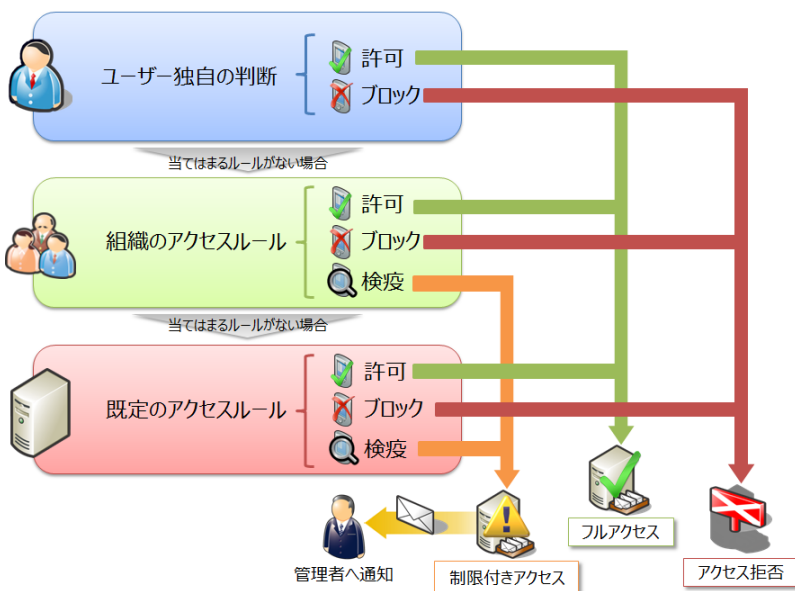 ユーザー独自の判断
許可
ブロック
当てはまるルールがない場合
組織のアクセスルール
許可
ブロック
検疫
当てはまるルールがない場合
既定のアクセスルール
許可
ブロック
検疫
フルアクセス
アクセス拒否
管理者へ通知
制限付きアクセス